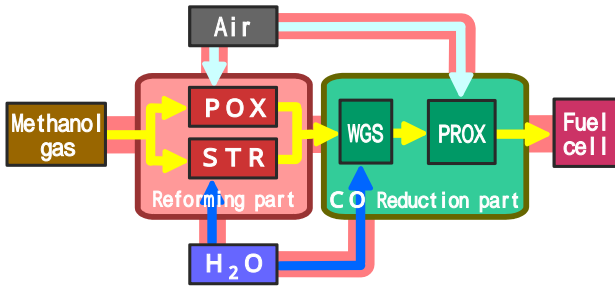 Air
Methanol
gas
POX
STR
Reforming part
WGS
PROX
CO Reduction part
Fuel
cell
H₂O